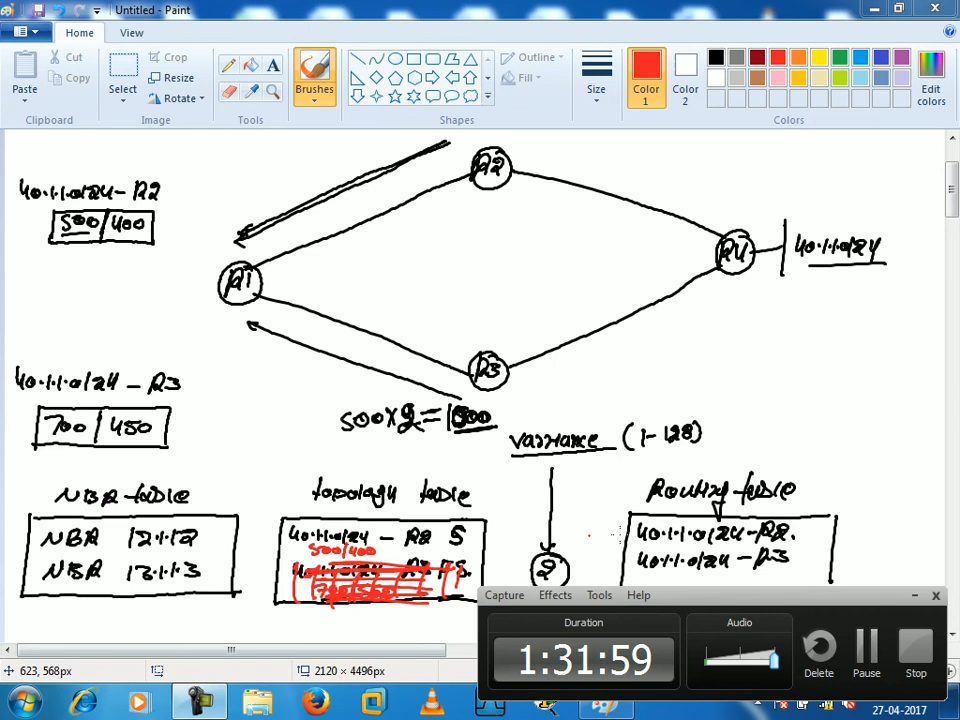 Untitled - Paint
Home
View
Cut
Copy
Paste
Clipboard
Select
Crop
Resize
Rotate
Image
Tools
Brushes
Shapes
Outline
Fill
Size
Color 1
Color 2
Edit colors
Colors
40.1.1.0/24 - R2
500/400
R2
R1
R4
40.1.1.0/24
R3
40.1.1.0/24 - R3
700 450
500x2=1000
variance (1-128)
NBR-table
topology table
Routing-table
NBR 12.1.1.2
NBR 13.1.1.3
40.1.1.0/24 - R2 S
500/400
2
40.1.1.0/24-R2.
40.1.1.0/24 - R3
Capture
Effects
Tools
Help
Duration
1:31:59
Audio
Delete
Pause
Stop
623, 568px
2120 × 4496px
27-04-2017